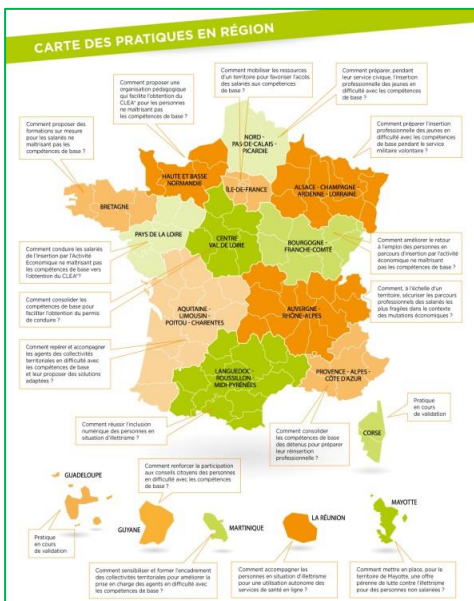 CARTE DES PRATIQUES EN RÉGION
Comment mobiliser les ressources
d'un territoire pour favoriser l'accès
des salariés aux compétences
de base ?
Comment préparer, pendant
leur service civique, l'insertion
professionnelle des jeunes en
difficulté avec les compétences
de base ?
Comment proposer une
organisation pédagogique
qui facilite l'obtention du
CLEA* pour les personnes
ne maîtrisant pas
les compétences de base ?
Comment proposer des
formations sur mesure
pour les salariés ne
maîtrisant pas les
compétences de base ?
Comment préparer l'insertion
professionnelle des jeunes en
difficulté avec les compétences
de base pendant le service
militaire volontaire ?
NORD -
PAS-DE-CALAIS -
PICARDIE
HAUTE ET BASSE
NORMANDIE
ÎLE-DE-FRANCE
ALSACE - CHAMPAGNE -
ARDENNE - LORRAINE
BRETAGNE
PAYS DE LA LOIRE
CENTRE
VAL DE LOIRE
BOURGOGNE -
FRANCHE-COMTÉ
Comment conduire les salariés
de l'Insertion par l'Activité
Économique ne maîtrisant pas
les compétences de base vers
l'obtention du CLEA*?
Comment améliorer le retour
à l'emploi des personnes en
parcours d'insertion par l'activité
économique ne maîtrisant
pas les compétences de base ?
Comment consolider les
compétences de base pour
faciliter l'obtention du permis
de conduire ?
AQUITAINE -
LIMOUSIN -
POITOU - CHARENTES
AUVERGNE -
RHÔNE-ALPES
Comment, à l'échelle d'un
territoire, sécuriser les parcours
professionnels des salariés les
plus fragiles dans le contexte
des mutations économiques ?
Comment repérer et accompagner
les agents des collectivités
territoriales en difficulté avec
les compétences de base
et leur proposer des solutions
adaptées ?
LANGUEDOC -
ROUSSILLON -
MIDI-PYRÉNÉES
PROVENCE - ALPES -
CÔTE D'AZUR
Comment réussir l'inclusion
numérique des personnes en
situation d'illettrisme ?
Comment consolider
les compétences de base
des détenus pour préparer
leur réinsertion
professionnelle ?
Pratique
en cours
de validation
CORSE
GUADELOUPE
Pratique
en cours
de validation
Comment renforcer la participation
aux conseils citoyens des personnes
en difficulté avec les compétences de
base ?
GUYANE
MARTINIQUE
LA RÉUNION
MAYOTTE
Comment sensibiliser et former l'encadrement
des collectivités territoriales pour améliorer la
prise en charge des agents en difficulté avec
les compétences de base ?
Comment accompagner les
personnes en situation d'illettrisme
pour une utilisation autonome des
services de santé en ligne ?
Comment mettre en place, pour le
territoire de Mayotte, une offre
pérenne de lutte contre l'illettrisme
pour des personnes non salariées ?